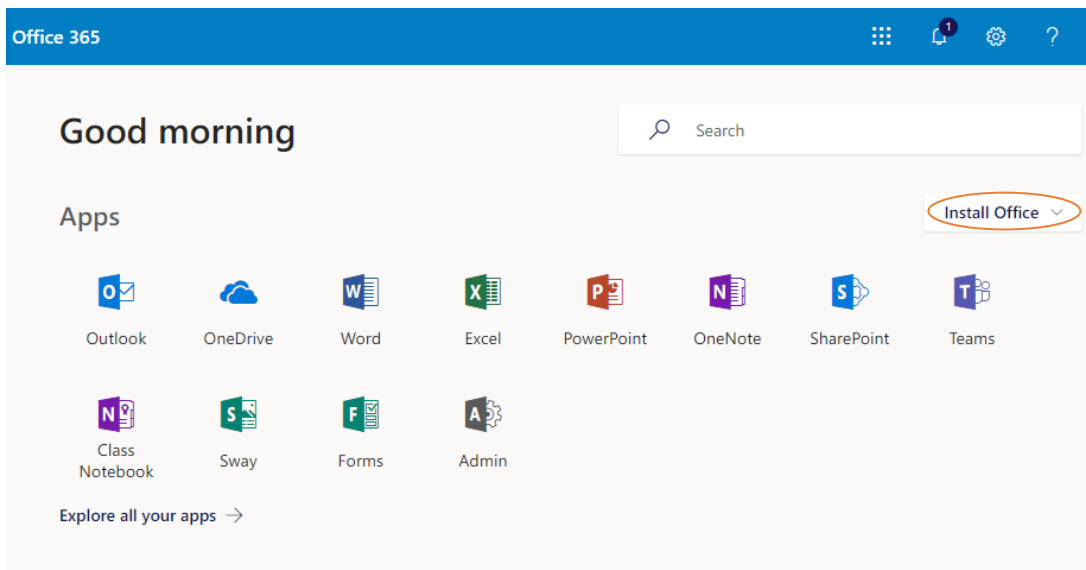 Office 365
1
?
Good morning
Search
Apps
Install Office
Outlook
OneDrive
Word
Excel
PowerPoint
OneNote
SharePoint
Teams
Class
Notebook
Sway
Forms
Admin
Explore all your apps